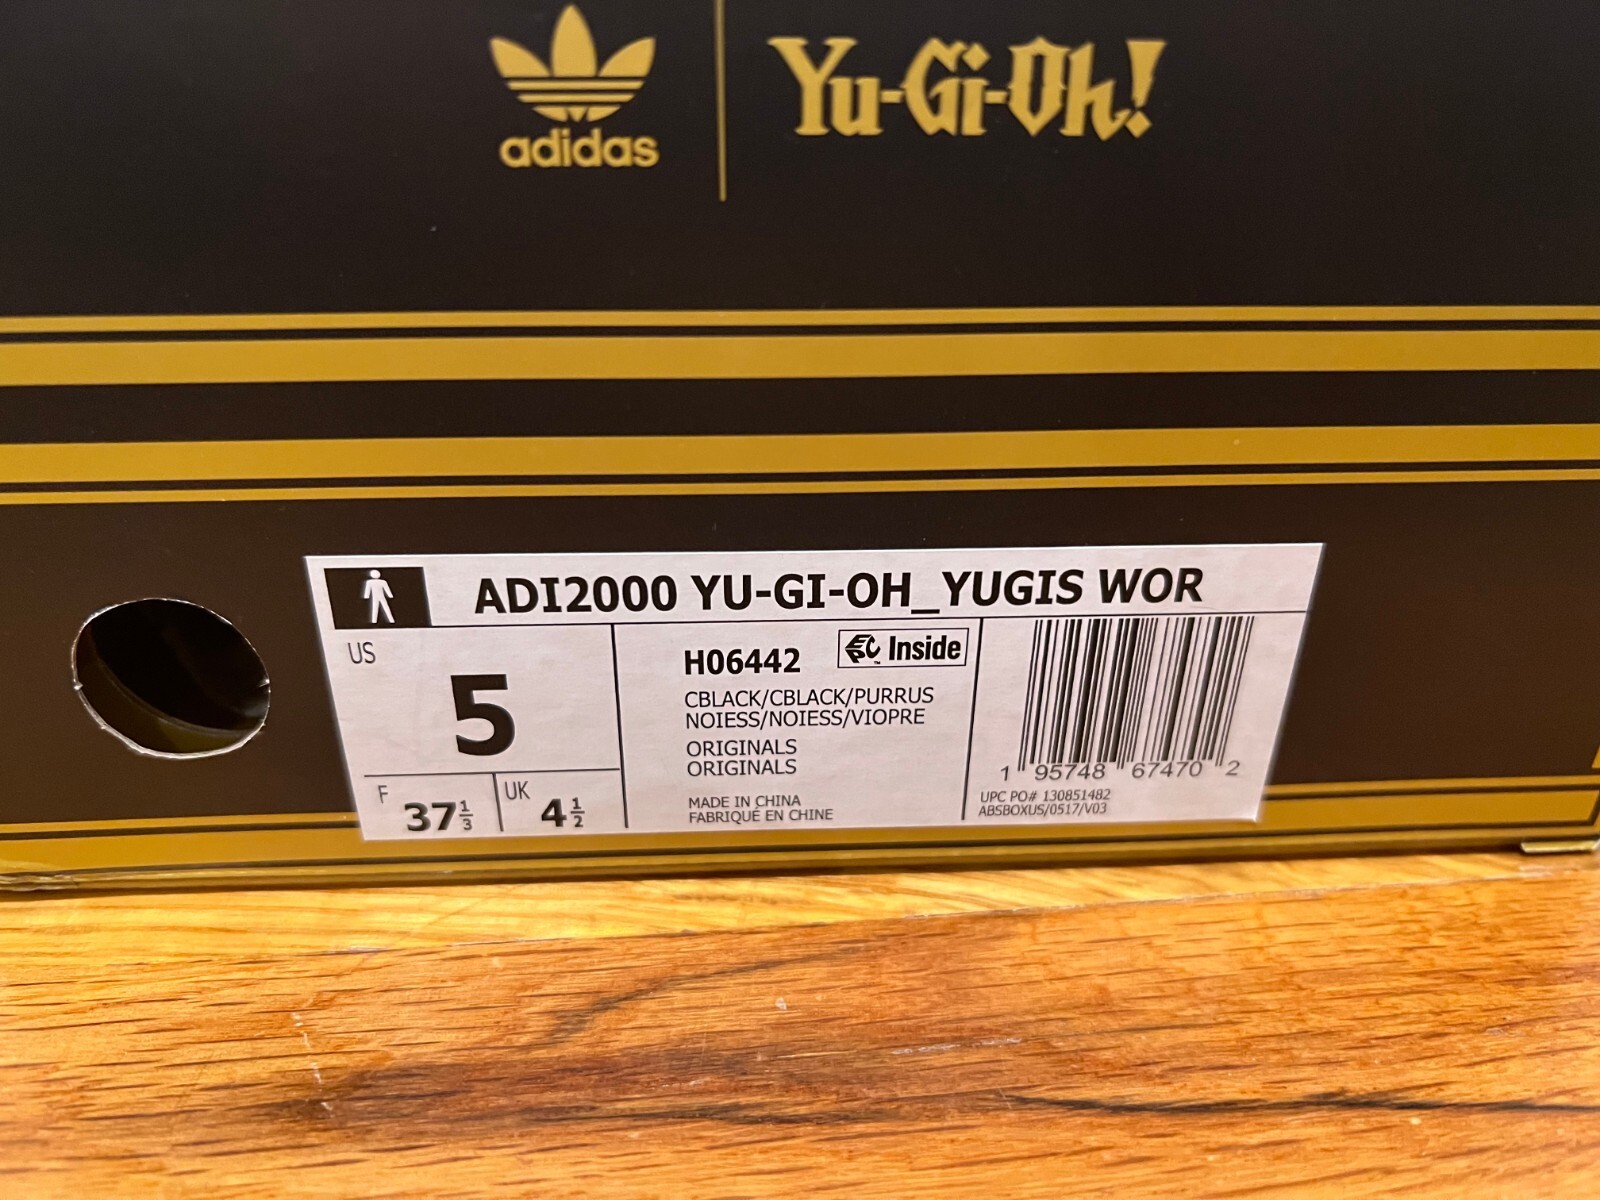 adidas
Yu-Gi-Oh!
ADI2000 YU-GI-OH_YUGIS WOR
US
5
F 37 1/3
UK 4 1/2
H06442
EPC Inside
™
CBLACK/CBLACK/PURRUS
NOIESS/NOIESS/VIOPRE
ORIGINALS
ORIGINALS
MADE IN CHINA
FABRIQUÉ EN CHINE
1 95748 67470 2
UPC PO# 130851482
ABSBOXUS/0517/V03